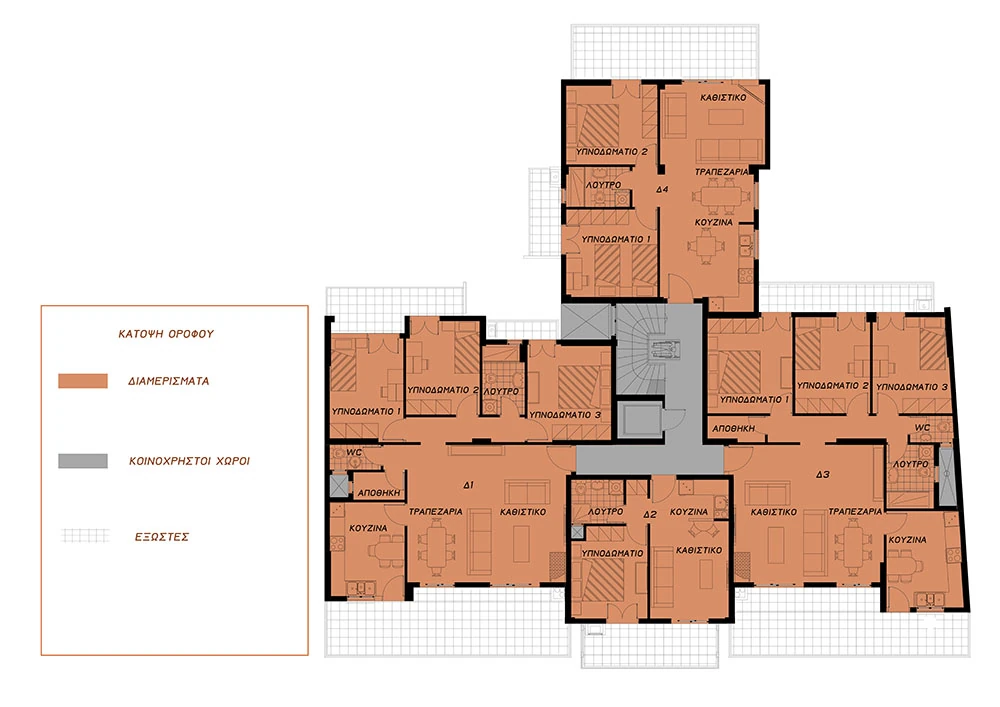 ΚΑΤΟΨΗ ΟΡΟΦΟΥ
ΔΙΑΜΕΡΙΣΜΑΤΑ
ΚΟΙΝΟΧΡΗΣΤΟΙ ΧΩΡΟΙ
ΕΞΩΣΤΕΣ
ΚΑΘΙΣΤΙΚΟ
ΥΠΝΟΔΩΜΑΤΙΟ 2
ΤΡΑΠΕΖΑΡΙΑ
ΛΟΥΤΡΟ
Δ4
ΚΟΥΖΙΝΑ
ΥΠΝΟΔΩΜΑΤΙΟ 1
ΥΠΝΟΔΩΜΑΤΙΟ 1
ΥΠΝΟΔΩΜΑΤΙΟ 2
ΛΟΥΤΡΟ
ΥΠΝΟΔΩΜΑΤΙΟ 3
WC
ΑΠΟΘΗΚΗ
Δ1
ΚΟΥΖΙΝΑ
ΤΡΑΠΕΖΑΡΙΑ
ΚΑΘΙΣΤΙΚΟ
ΛΟΥΤΡΟ
Δ2
ΚΟΥΖΙΝΑ
ΥΠΝΟΔΩΜΑΤΙΟ
ΚΑΘΙΣΤΙΚΟ
ΥΠΝΟΔΩΜΑΤΙΟ 1
ΥΠΝΟΔΩΜΑΤΙΟ 2
ΥΠΝΟΔΩΜΑΤΙΟ 3
ΑΠΟΘΗΚΗ
WC
ΛΟΥΤΡΟ
Δ3
ΚΑΘΙΣΤΙΚΟ
ΤΡΑΠΕΖΑΡΙΑ
ΚΟΥΖΙΝΑ